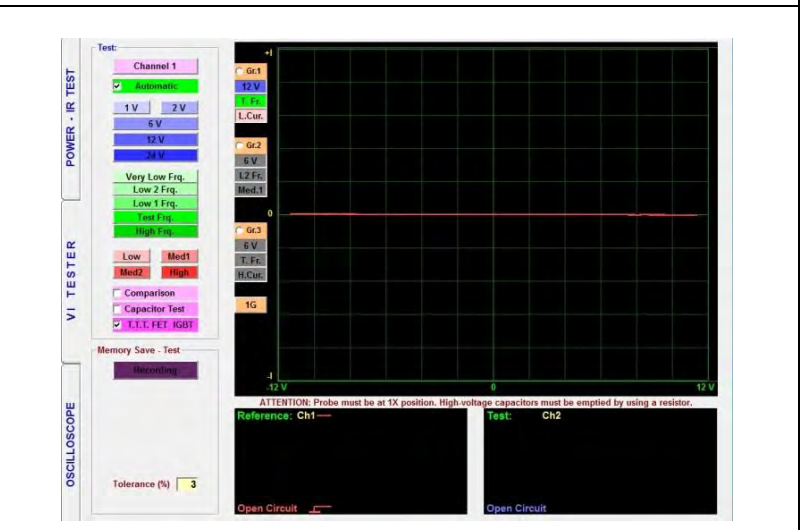 POWER - IR TEST
VI TESTER
OSCILLOSCOPE
Test:
Channel 1
Automatic
1 V
2 V
6 V
12 V
24 V
Very Low Frq.
Low 2 Frq.
Low 1 Frq.
Test Frq.
High Frq.
Low
Med1
Med2
High
Comparison
Capacitor Test
T.T.T. FET IGBT
Memory Save - Test
Recording
Tolerance (%) 3
Gr.1
12 V
T. Fr.
L.Cur.
Gr.2
6 V
L2 Fr.
Med.1
Gr.3
6 V
T. Fr.
H.Cur.
1G
+I
0
-I
-12 V
0
12 V
ATTENTION: Probe must be at 1X position. High-voltage capacitors must be emptied by using a resistor.
Reference: Ch1
Open Circuit
Test: Ch2
Open Circuit